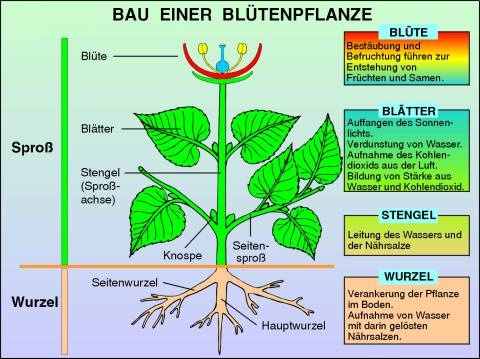 BAU EINER BLÜTENPFLANZE
Blüte
Blätter
Sproß
Stengel
(Sproß-
achse)
Knospe
Seiten-
sproß
Seitenwurzel
Wurzel
Hauptwurzel
BLÜTE
Bestäubung und
Befruchtung führen zur
Entstehung von
Früchten und Samen.
BLÄTTER
Auffangen des Sonnen-
lichts.
Verdunstung von Wasser.
Aufnahme des Kohlen-
dioxids aus der Luft.
Bildung von Stärke aus
Wasser und Kohlendioxid.
STENGEL
Leitung des Wassers und
der Nährsalze
WURZEL
Verankerung der Pflanze
im Boden.
Aufnahme von Wasser
mit darin gelösten
Nährsalzen.